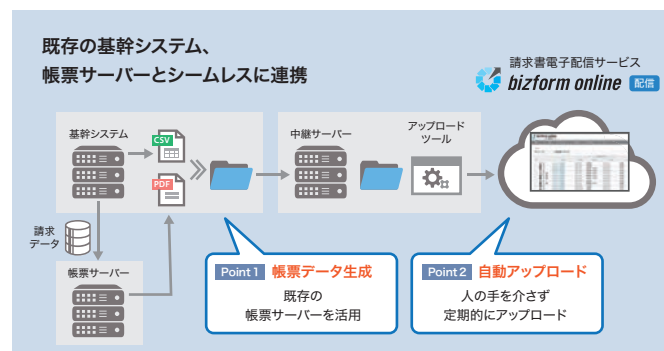 既存の基幹システム、
帳票サーバーとシームレスに連携
請求書電子配信サービス
bizform online 配信
基幹システム
CSV
PDF
中継サーバー
アップロード
ツール
請求
データ
帳票サーバー
Point1 帳票データ生成
既存の
帳票サーバーを活用
Point2 自動アップロード
人の手を介さず
定期的にアップロード